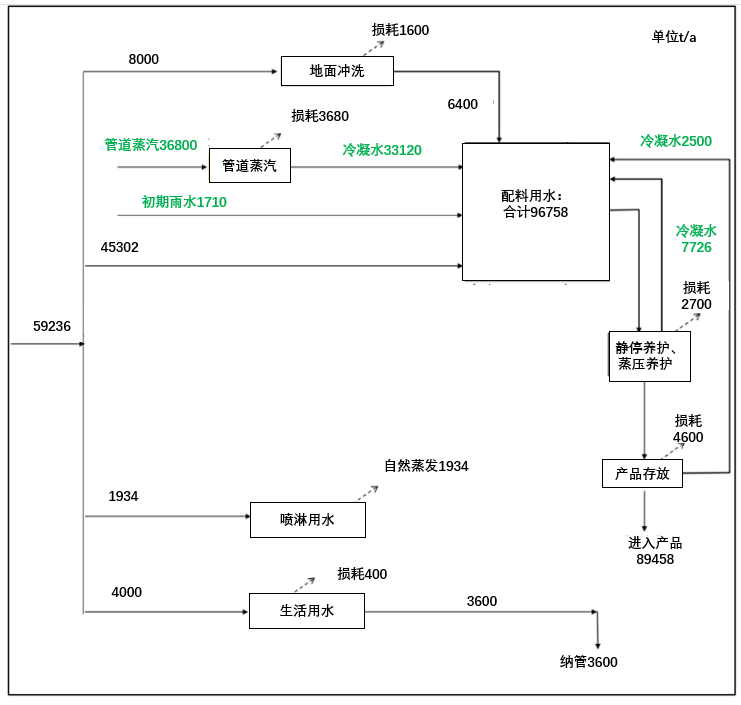 损耗1600
单位t/a
8000
地面冲洗
6400
损耗3680
管道蒸汽36800
冷凝水33120
冷凝水2500
管道蒸汽
配料用水：
合计96758
初期雨水1710
冷凝水
7726
45302
损耗
2700
59236
静停养护、
蒸压养护
损耗
4600
自然蒸发1934
产品存放
1934
喷淋用水
进入产品
89458
损耗400
4000
生活用水
3600
纳管3600